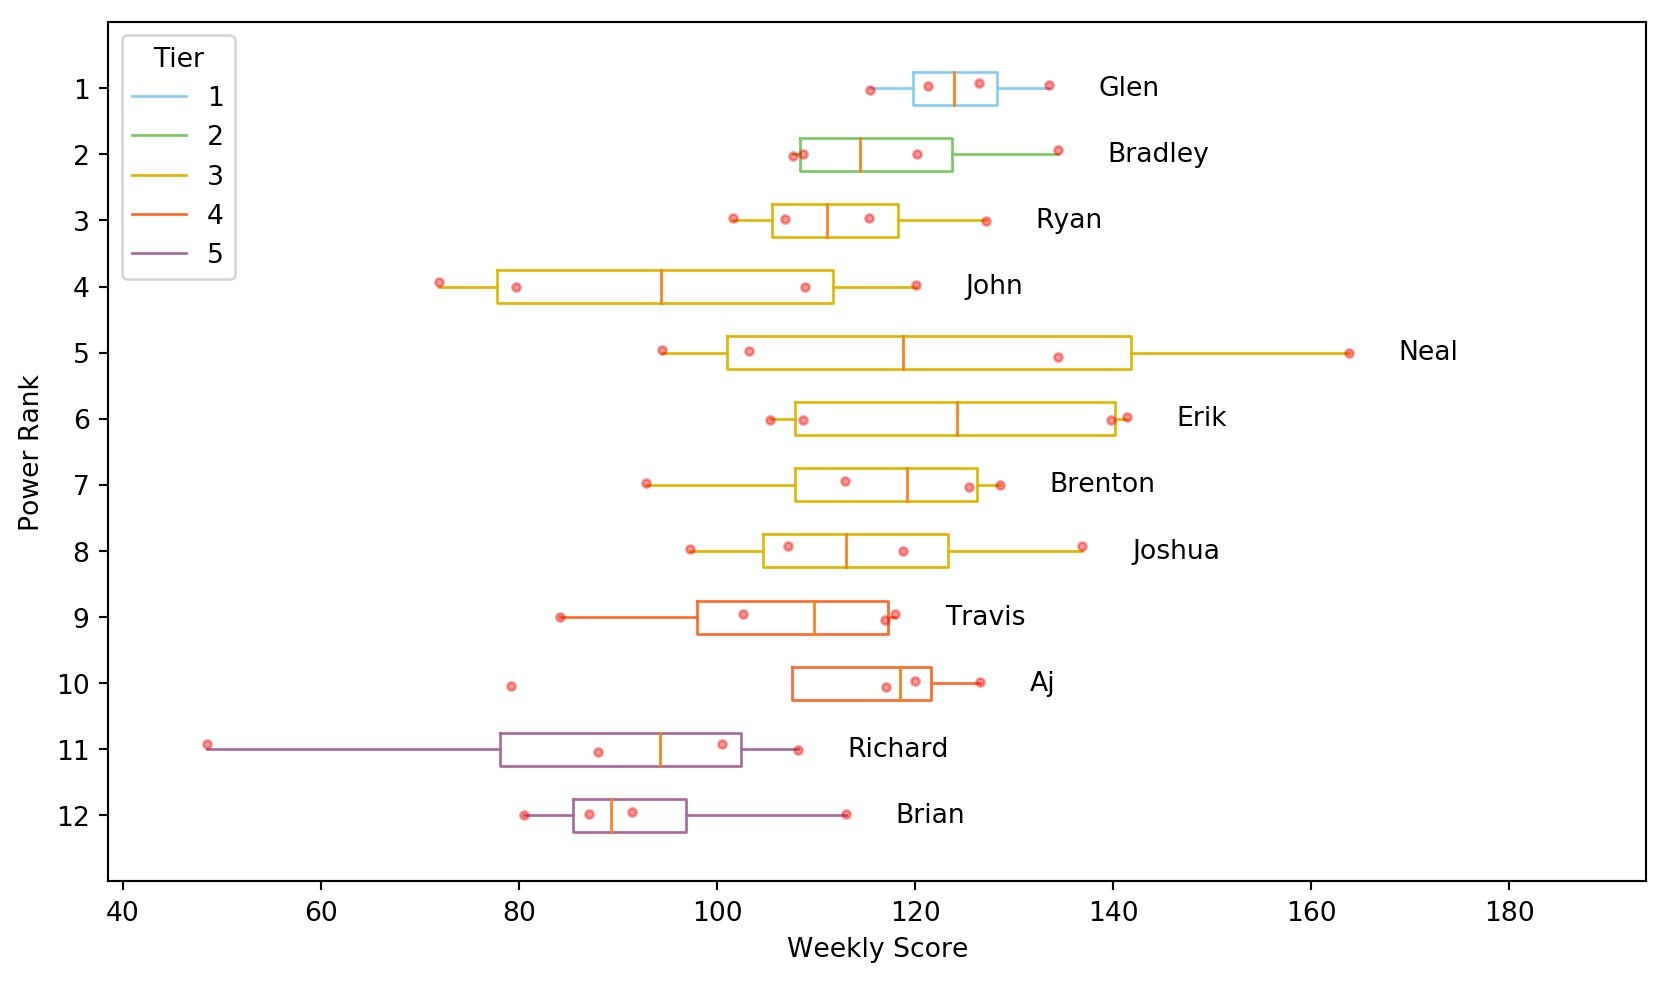 Tier
1
2
3
4
5
1 Glen
2 Bradley
3 Ryan
4 John
5 Neal
6 Erik
7 Brenton
8 Joshua
9 Travis
10 Aj
11 Richard
12 Brian
Power Rank
40 60 80 100 120 140 160 180
Weekly Score